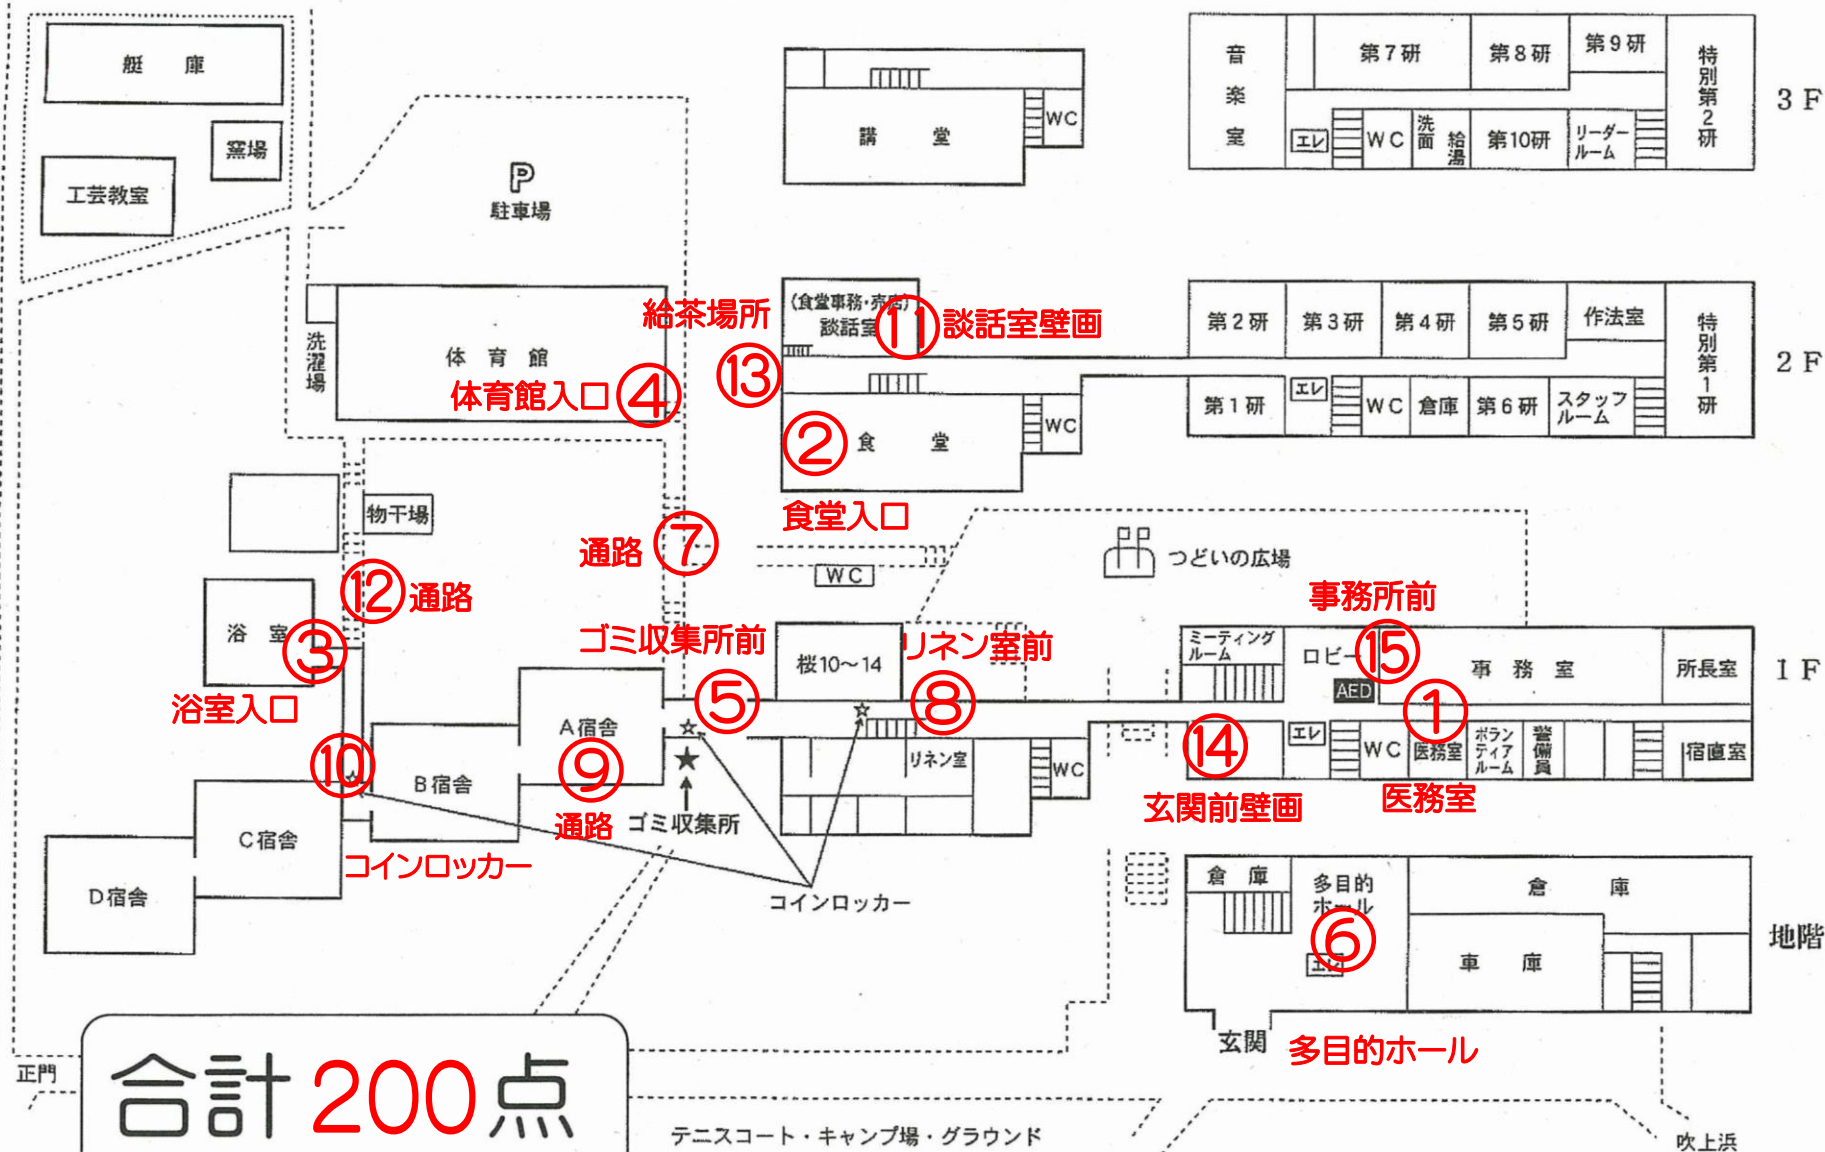 艇庫
窯場
工芸教室
P
駐車場
講堂
WC
音楽室
第7研
第8研
第9研
特別第2研
3F
エレ
WC
洗面
給湯
第10研
リーダー
ルーム
洗濯場
体育館
体育館入口
④
給茶場所
⑬
(食堂事務・売店)
談話室
⑪
談話室壁画
②
食堂
WC
食堂入口
第2研
第3研
第4研
第5研
作法室
特別第1研
2F
第1研
エレ
WC
倉庫
第6研
スタッフ
ルーム
物干場
通路
⑦
WC
つどいの広場
⑫
通路
浴室
③
浴室入口
ゴミ収集所前
⑤
桜10～14
リネン室前
⑧
事務所前
⑮
ミーティング
ルーム
ロビー
AED
事務室
所長室
1F
①
⑭
エレ
WC
医務室
ボラン
ティア
ルーム
警備員
宿直室
玄関前壁画
医務室
リネン室
WC
A宿舎
⑨
通路
ゴミ収集所
⑩
B宿舎
コインロッカー
C宿舎
D宿舎
コインロッカー
倉庫
多目的
ホール
⑥
エレ
倉庫
車庫
地階
玄関
多目的ホール
正門
合計200点
テニスコート・キャンプ場・グラウンド
吹上浜